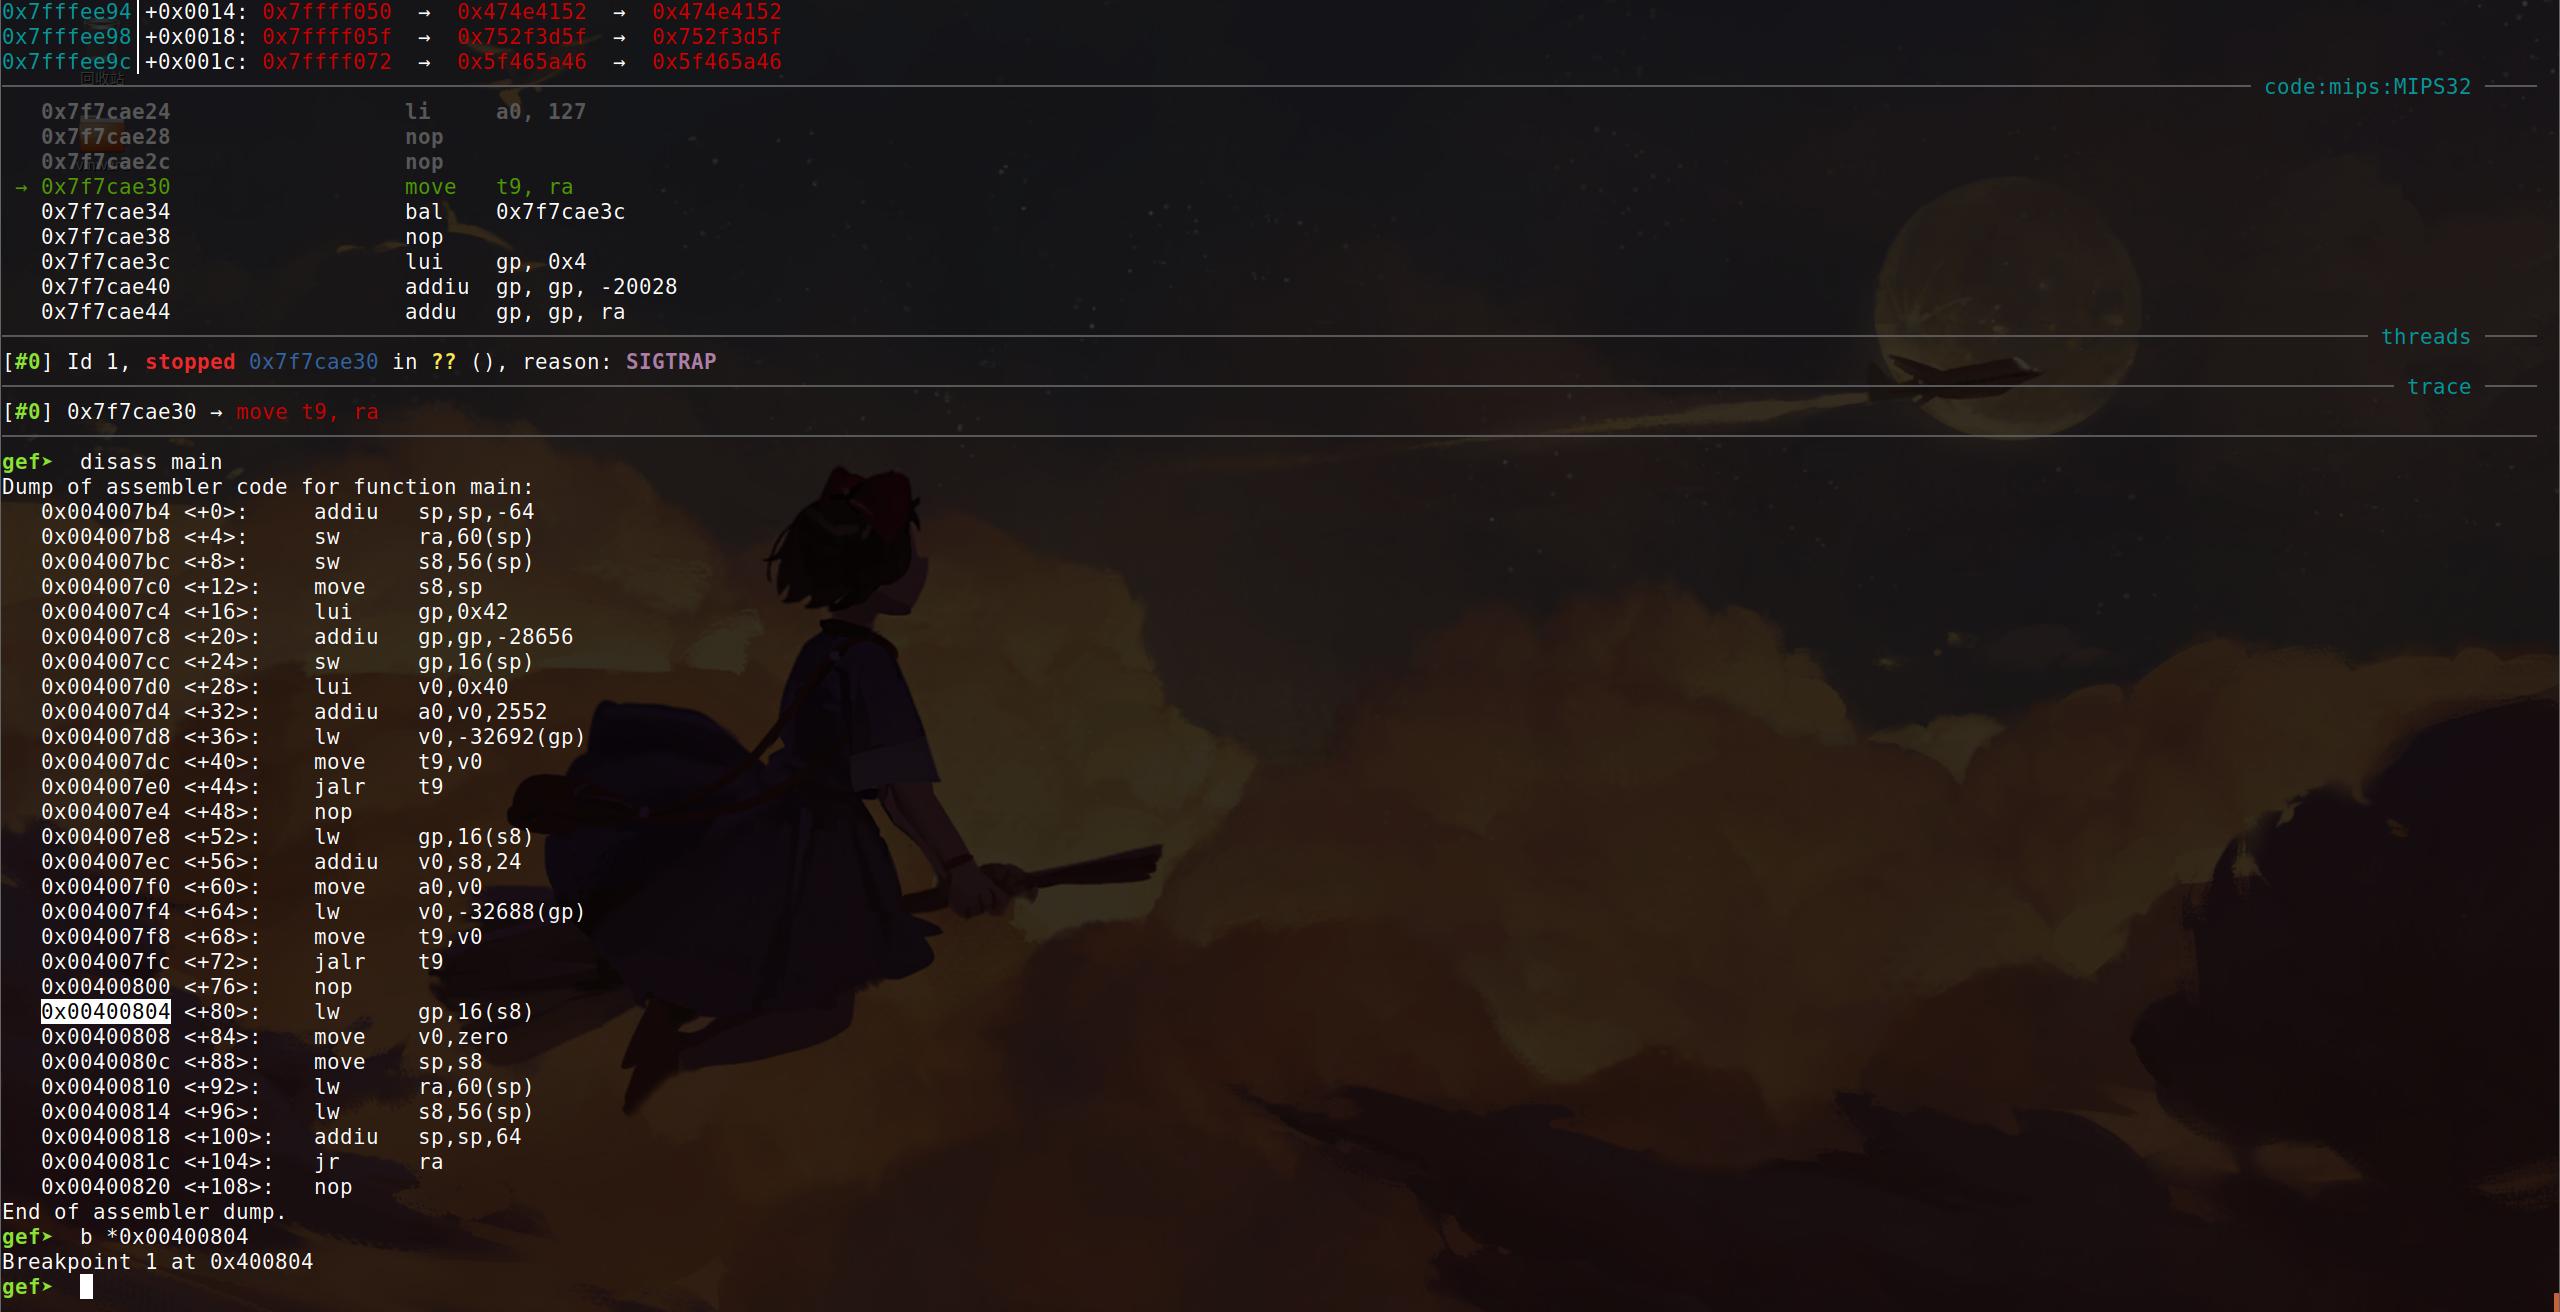 0x7fffee94│+0x0014: 0x7ffff050  →  0x474e4152  →  0x474e4152
0x7fffee98│+0x0018: 0x7ffff05f  →  0x752f3d5f  →  0x752f3d5f
0x7fffee9c│+0x001c: 0x7ffff072  →  0x5f465a46  →  0x5f465a46
回收站
code:mips:MIPS32
0x7f7cae24 li a0, 127
0x7f7cae28 nop
0x7f7cae2c nop
→ 0x7f7cae30 move t9, ra
0x7f7cae34 bal 0x7f7cae3c
0x7f7cae38 nop
0x7f7cae3c lui gp, 0x4
0x7f7cae40 addiu gp, gp, -20028
0x7f7cae44 addu gp, gp, ra
threads
[#0] Id 1, stopped 0x7f7cae30 in ?? (), reason: SIGTRAP
trace
[#0] 0x7f7cae30 → move t9, ra
gef➤  disass main
Dump of assembler code for function main:
0x004007b4 <+0>: addiu sp,sp,-64
0x004007b8 <+4>: sw ra,60(sp)
0x004007bc <+8>: sw s8,56(sp)
0x004007c0 <+12>: move s8,sp
0x004007c4 <+16>: lui gp,0x42
0x004007c8 <+20>: addiu gp,gp,-28656
0x004007cc <+24>: sw gp,16(sp)
0x004007d0 <+28>: lui v0,0x40
0x004007d4 <+32>: addiu a0,v0,2552
0x004007d8 <+36>: lw v0,-32692(gp)
0x004007dc <+40>: move t9,v0
0x004007e0 <+44>: jalr t9
0x004007e4 <+48>: nop
0x004007e8 <+52>: lw gp,16(s8)
0x004007ec <+56>: addiu v0,s8,24
0x004007f0 <+60>: move a0,v0
0x004007f4 <+64>: lw v0,-32688(gp)
0x004007f8 <+68>: move t9,v0
0x004007fc <+72>: jalr t9
0x00400800 <+76>: nop
0x00400804 <+80>: lw gp,16(s8)
0x00400808 <+84>: move v0,zero
0x0040080c <+88>: move sp,s8
0x00400810 <+92>: lw ra,60(sp)
0x00400814 <+96>: lw s8,56(sp)
0x00400818 <+100>: addiu sp,sp,64
0x0040081c <+104>: jr ra
0x00400820 <+108>: nop
End of assembler dump.
gef➤  b *0x00400804
Breakpoint 1 at 0x400804
gef➤